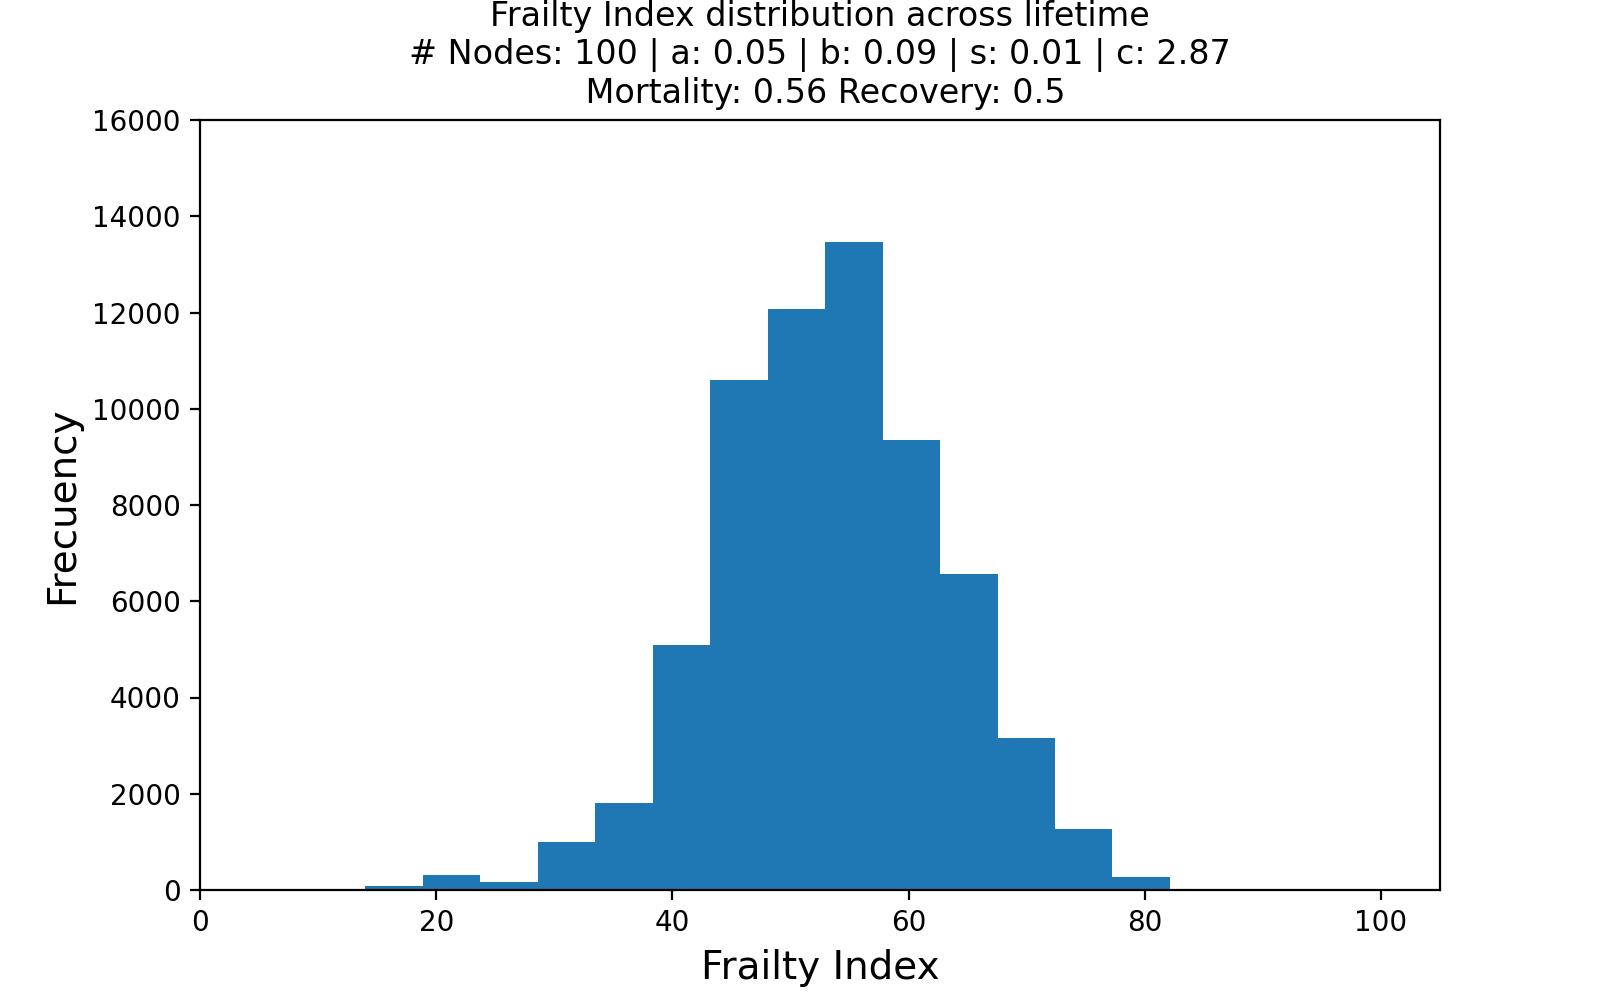 Frailty Index distribution across lifetime
# Nodes: 100 | a: 0.05 | b: 0.09 | s: 0.01 | c: 2.87
Mortality: 0.56 Recovery: 0.5
16000
14000
12000
10000
8000
6000
4000
2000
0
Frecuency
0 20 40 60 80 100
Frailty Index